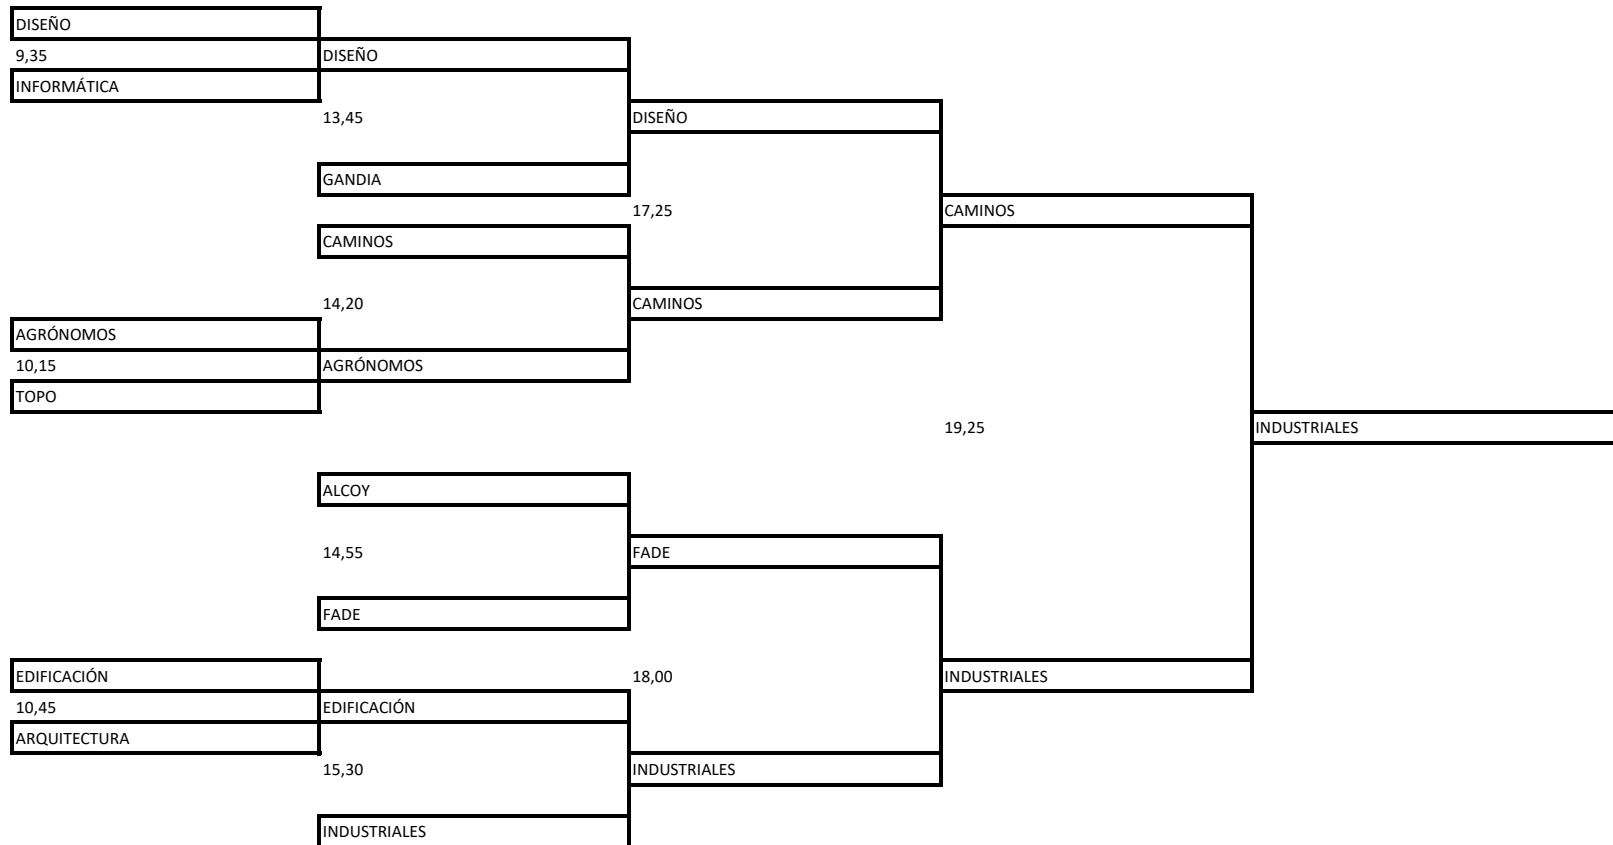 DISEÑO
9,35 DISEÑO
INFORMÁTICA
13,45 DISEÑO
GANDIA
17,25 CAMINOS
CAMINOS
14,20 CAMINOS
AGRÓNOMOS
10,15 AGRÓNOMOS
TOPO
19,25 INDUSTRIALES
ALCOY
14,55 FADE
FADE
EDIFICACIÓN 18,00 INDUSTRIALES
10,45 EDIFICACIÓN
ARQUITECTURA
15,30 INDUSTRIALES
INDUSTRIALES